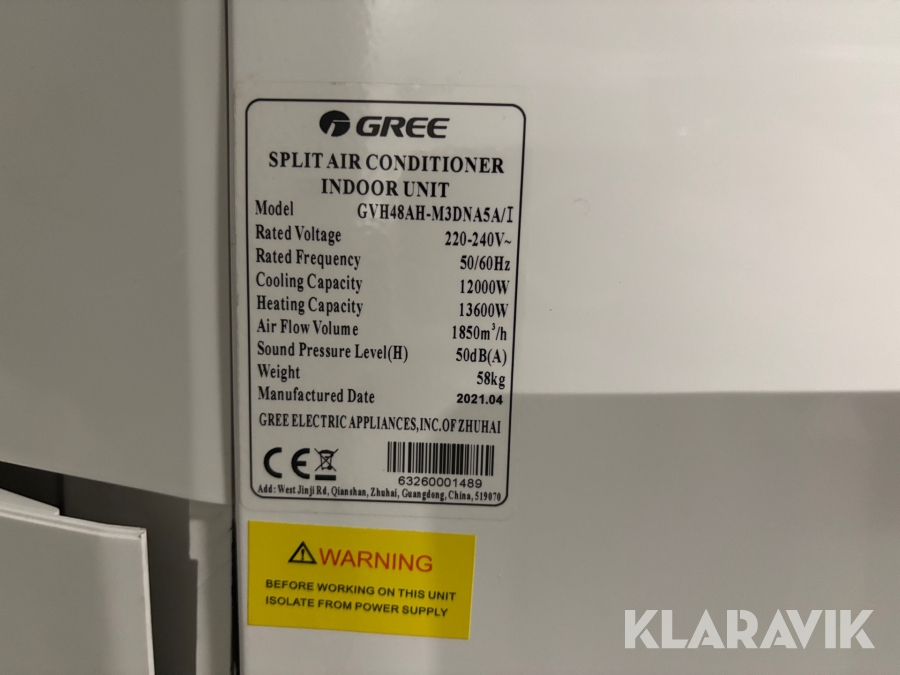 GREE
SPLIT AIR CONDITIONER
INDOOR UNIT
Model GVH48AH-M3DNA5A/I
Rated Voltage 220-240V~
Rated Frequency 50/60Hz
Cooling Capacity 12000W
Heating Capacity 13600W
Air Flow Volume 1850m³/h
Sound Pressure Level(H) 50dB(A)
Weight 58kg
Manufactured Date 2021.04
GREE ELECTRIC APPLIANCES,INC.OF ZHUHAI
CE
63260001489
Add: West Jinji Rd, Qianshan, Zhuhai, Guangdong, China, 519070
WARNING
BEFORE WORKING ON THIS UNIT
ISOLATE FROM POWER SUPPLY
KLARAVIK